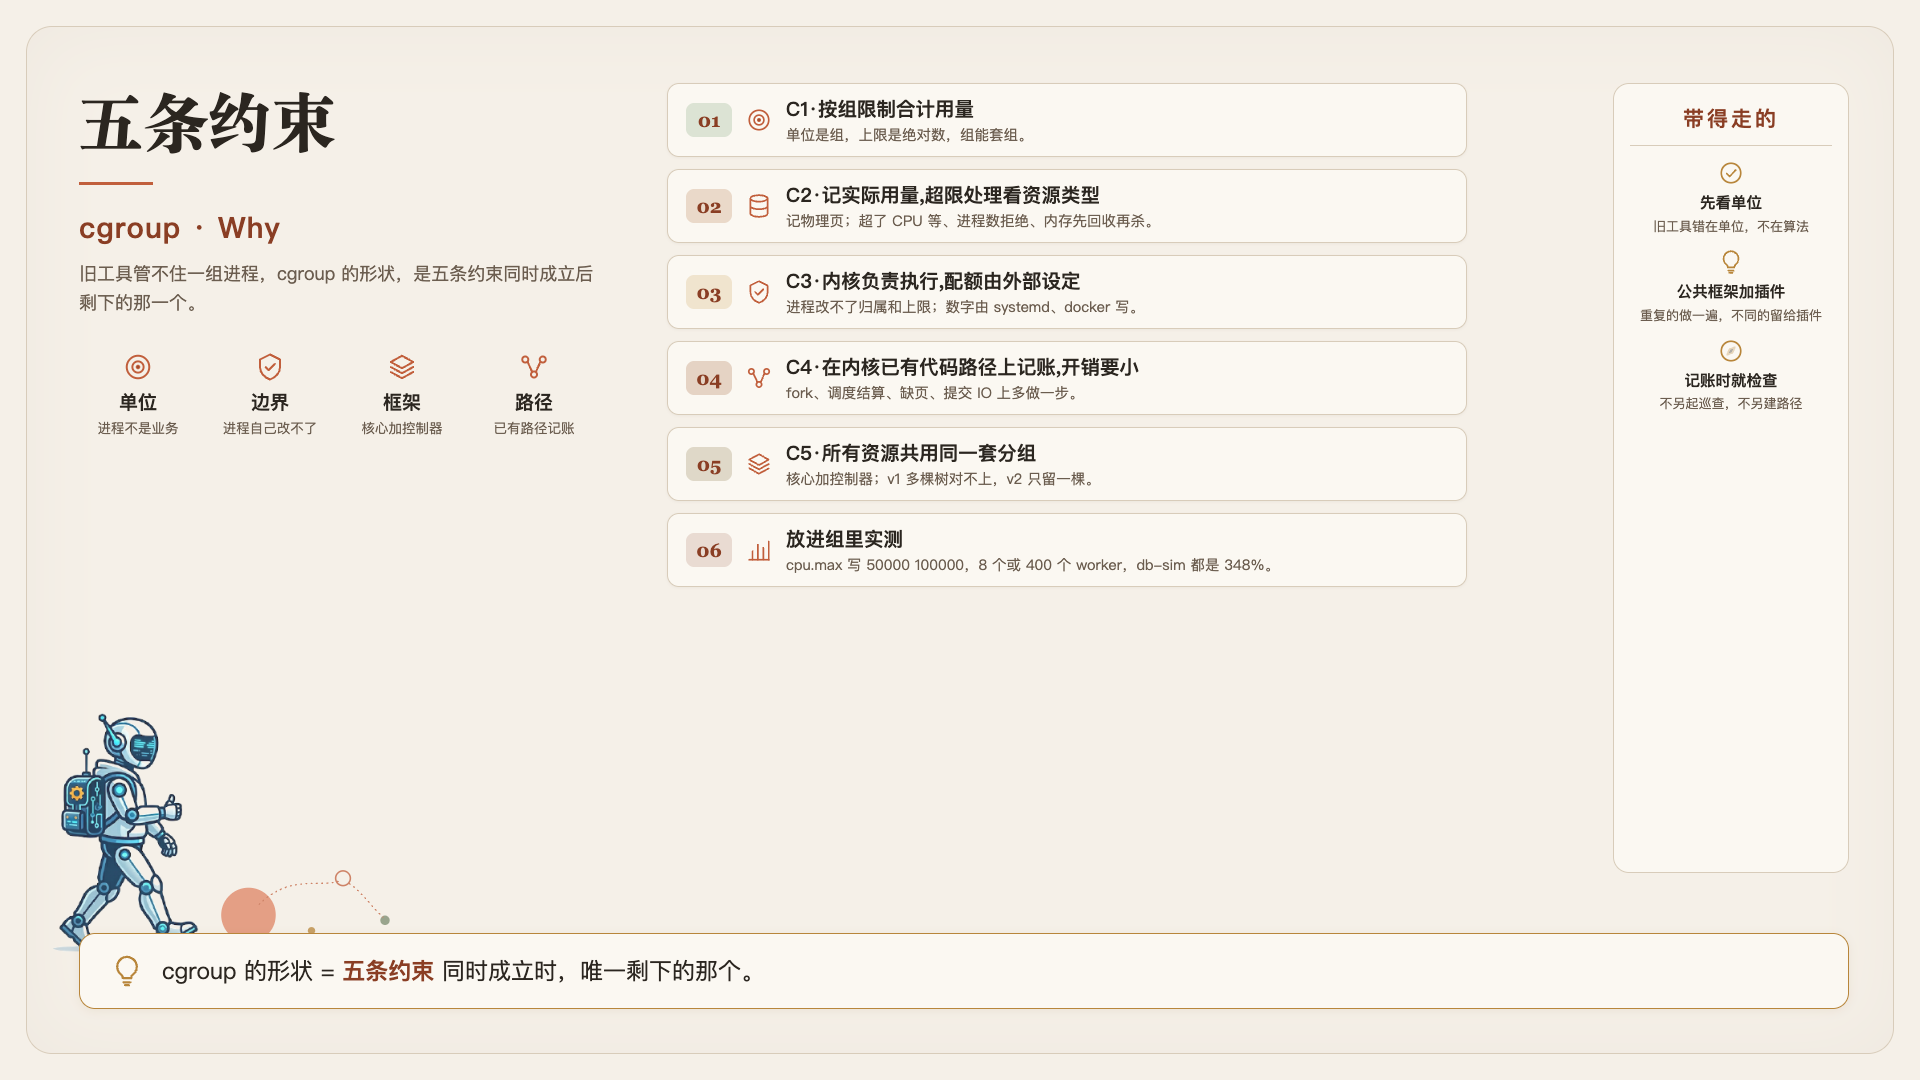 五条约束
cgroup · Why
旧工具管不住一组进程，cgroup 的形状，是五条约束同时成立后
剩下的那一个。
单位
进程不是业务
边界
进程自己改不了
框架
核心加控制器
路径
已有路径记账
01
C1·按组限制合计用量
单位是组，上限是绝对数，组能套组。
02
C2·记实际用量,超限处理看资源类型
记物理页；超了 CPU 等、进程数拒绝、内存先回收再杀。
03
C3·内核负责执行,配额由外部设定
进程改不了归属和上限；数字由 systemd、docker 写。
04
C4·在内核已有代码路径上记账,开销要小
fork、调度结算、缺页、提交 IO 上多做一步。
05
C5·所有资源共用同一套分组
核心加控制器；v1 多棵树对不上，v2 只留一棵。
06
放进组里实测
cpu.max 写 50000 100000，8 个或 400 个 worker，db-sim 都是 348%。
带得走的
先看单位
旧工具错在单位，不在算法
公共框架加插件
重复的做一遍，不同的留给插件
记账时就检查
不另起巡查，不另建路径
cgroup 的形状 = 五条约束 同时成立时，唯一剩下的那个。